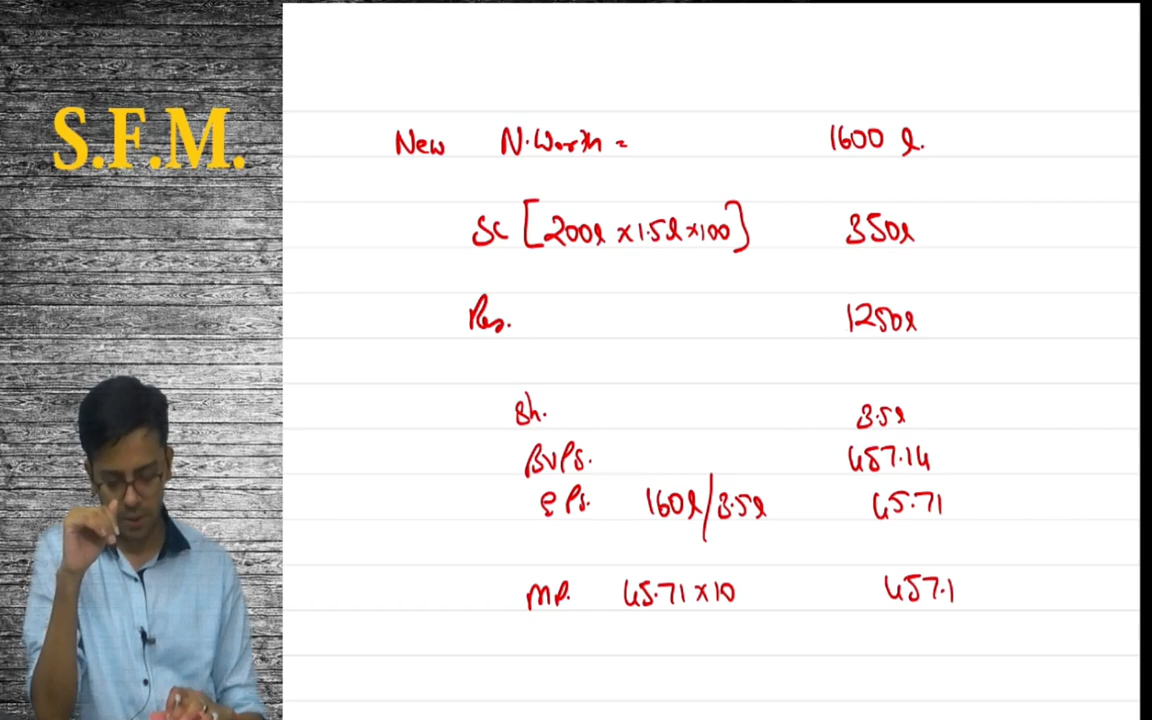 S.F.M.
New N.Worth = 1600 l.
SC [200l x 1.5l x 100] 350l
Res. 1250l
Sh. 3.5l
BVPS. 457.14
EPS. 160l/3.5l 45.71
MP. 45.71 x 10 457.1